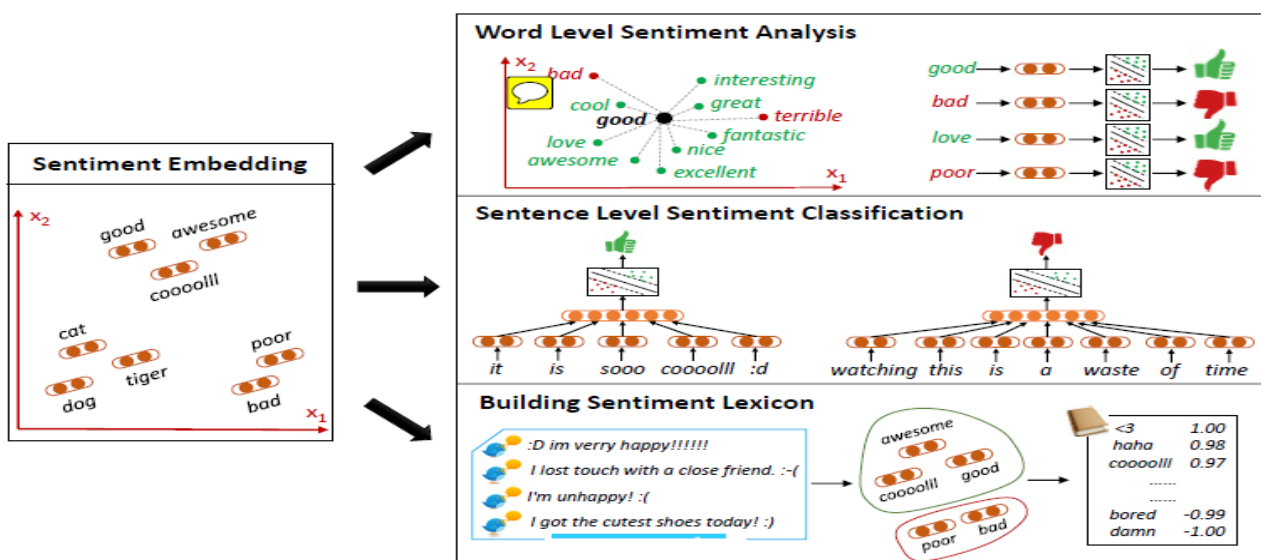 Sentiment Embedding
x2
good
awesome
coooolll
cat
tiger
dog
poor
bad
x1
Word Level Sentiment Analysis
x2
bad
interesting
cool
great
good
terrible
love
fantastic
awesome
nice
excellent
x1
good
bad
love
poor
Sentence Level Sentiment Classification
it is sooo coooolll :d
watching this is a waste of time
Building Sentiment Lexicon
:D im verry happy!!!!!!
I lost touch with a close friend. :-(
I'm unhappy! :(
I got the cutest shoes today! :)
awesome
coooolll
good
poor
bad
<3 1.00
haha 0.98
coooolll 0.97
......
......
bored -0.99
damn -1.00